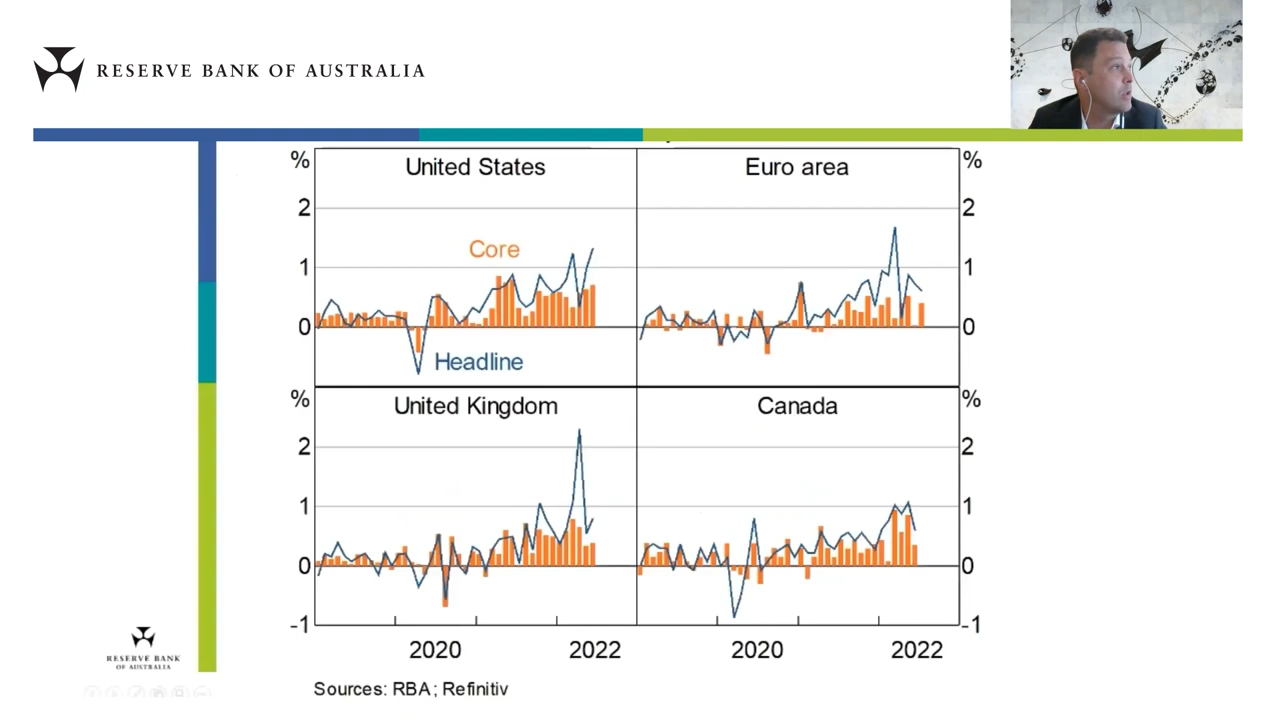 RESERVE BANK OF AUSTRALIA
% United States Euro area %
2 2
Core
1 1
0 0
Headline
% United Kingdom Canada %
2 2
1 1
0 0
-1 -1
2020 2022 2020 2022
RESERVE BANK
OF AUSTRALIA
Sources: RBA; Refinitiv